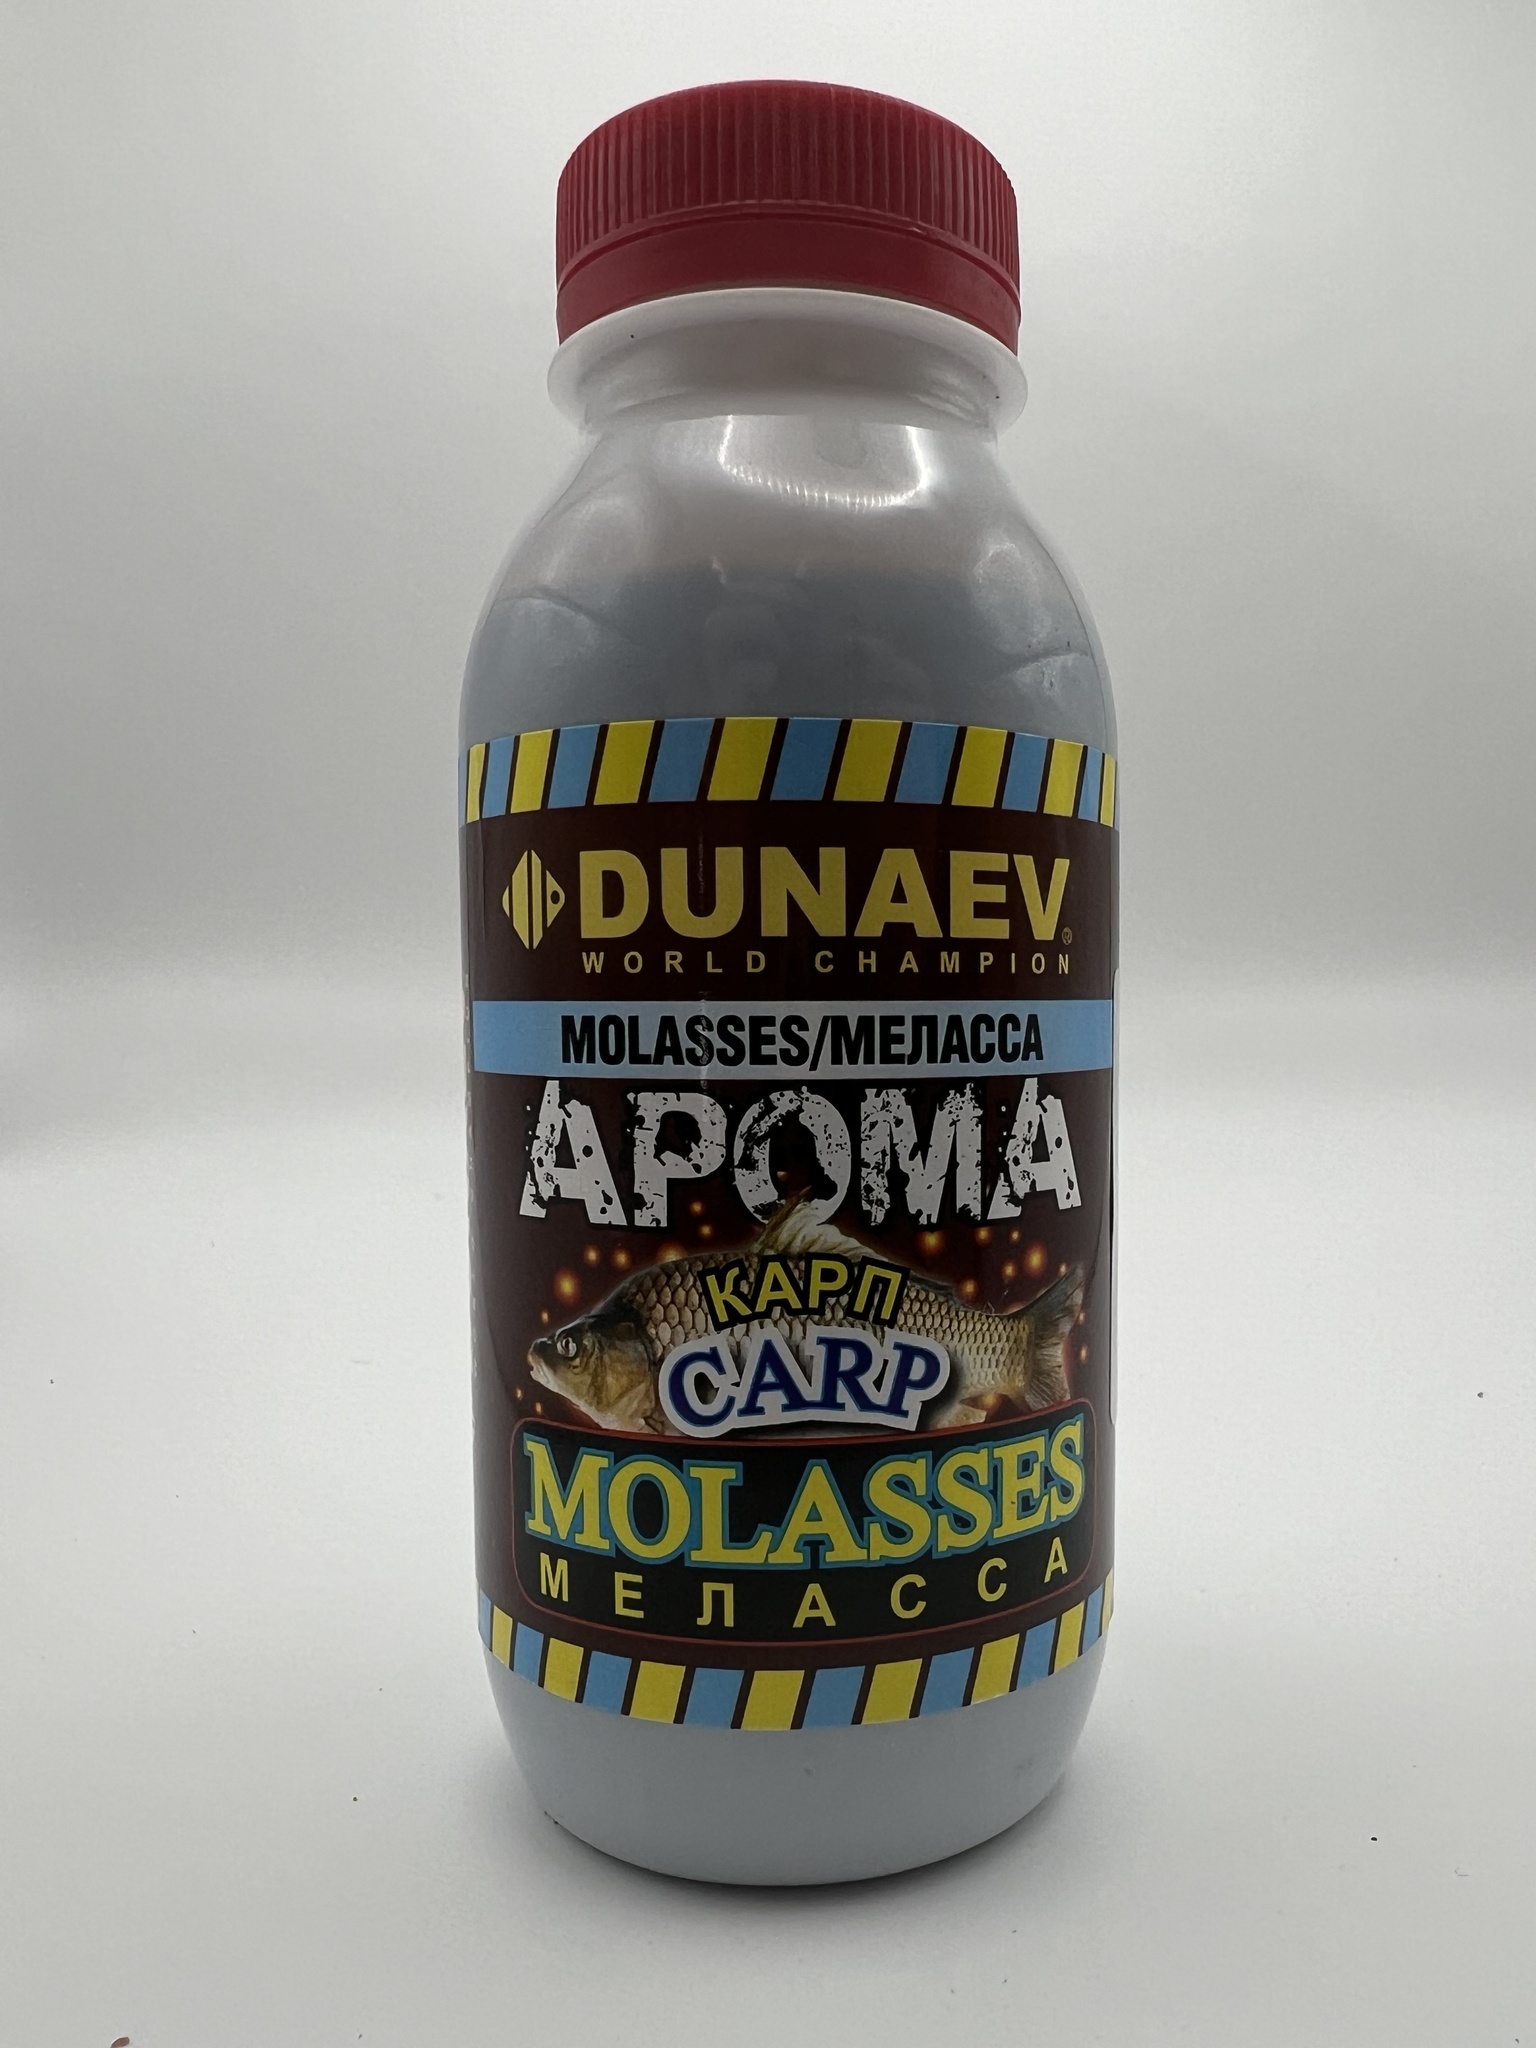 DUNAEV®
WORLD CHAMPION
MOLASSES/МЕЛАССА
АРОМА
КАРП
CARP
MOLASSES
МЕЛАССА